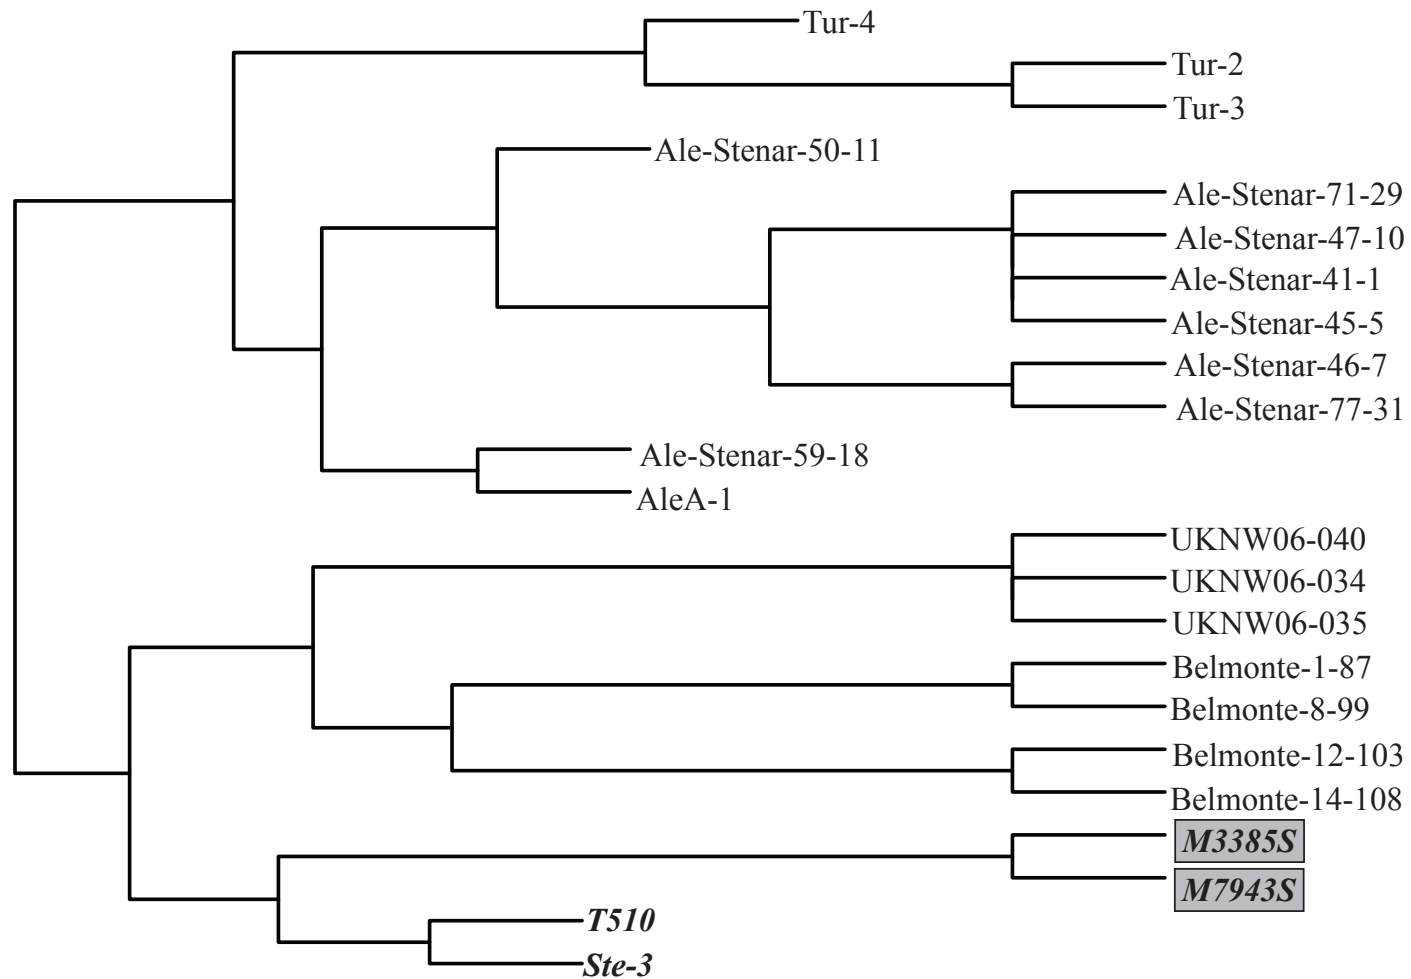 Tur-4
Tur-2
Tur-3
Ale-Stenar-50-11
Ale-Stenar-71-29
Ale-Stenar-47-10
Ale-Stenar-41-1
Ale-Stenar-45-5
Ale-Stenar-46-7
Ale-Stenar-77-31
Ale-Stenar-59-18
AleA-1
UKNW06-040
UKNW06-034
UKNW06-035
Belmonte-1-87
Belmonte-8-99
Belmonte-12-103
Belmonte-14-108
M3385S
M7943S
T510
Ste-3